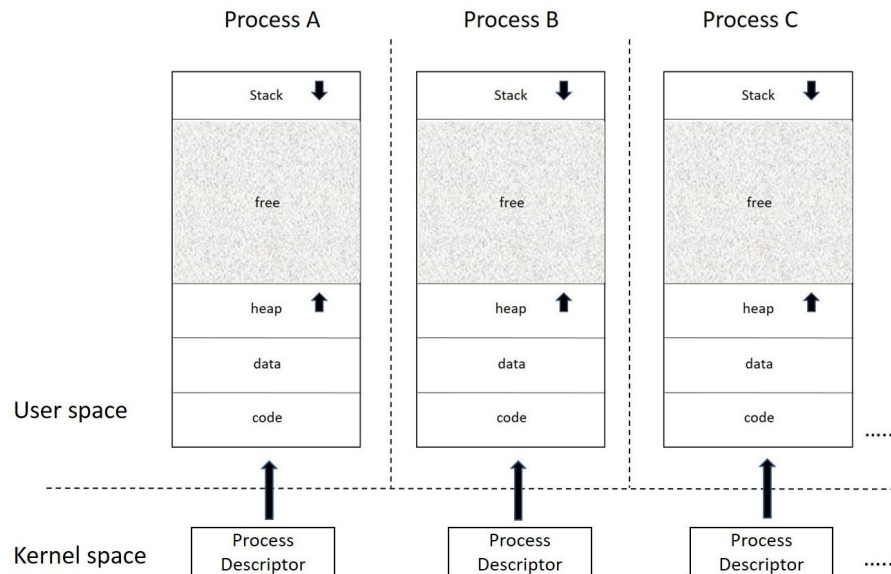 Process A
Process B
Process C
Stack
Stack
Stack
free
free
free
heap
heap
heap
data
data
data
User space
code
code
code
.....
Kernel space
Process
Descriptor
Process
Descriptor
Process
Descriptor
.....